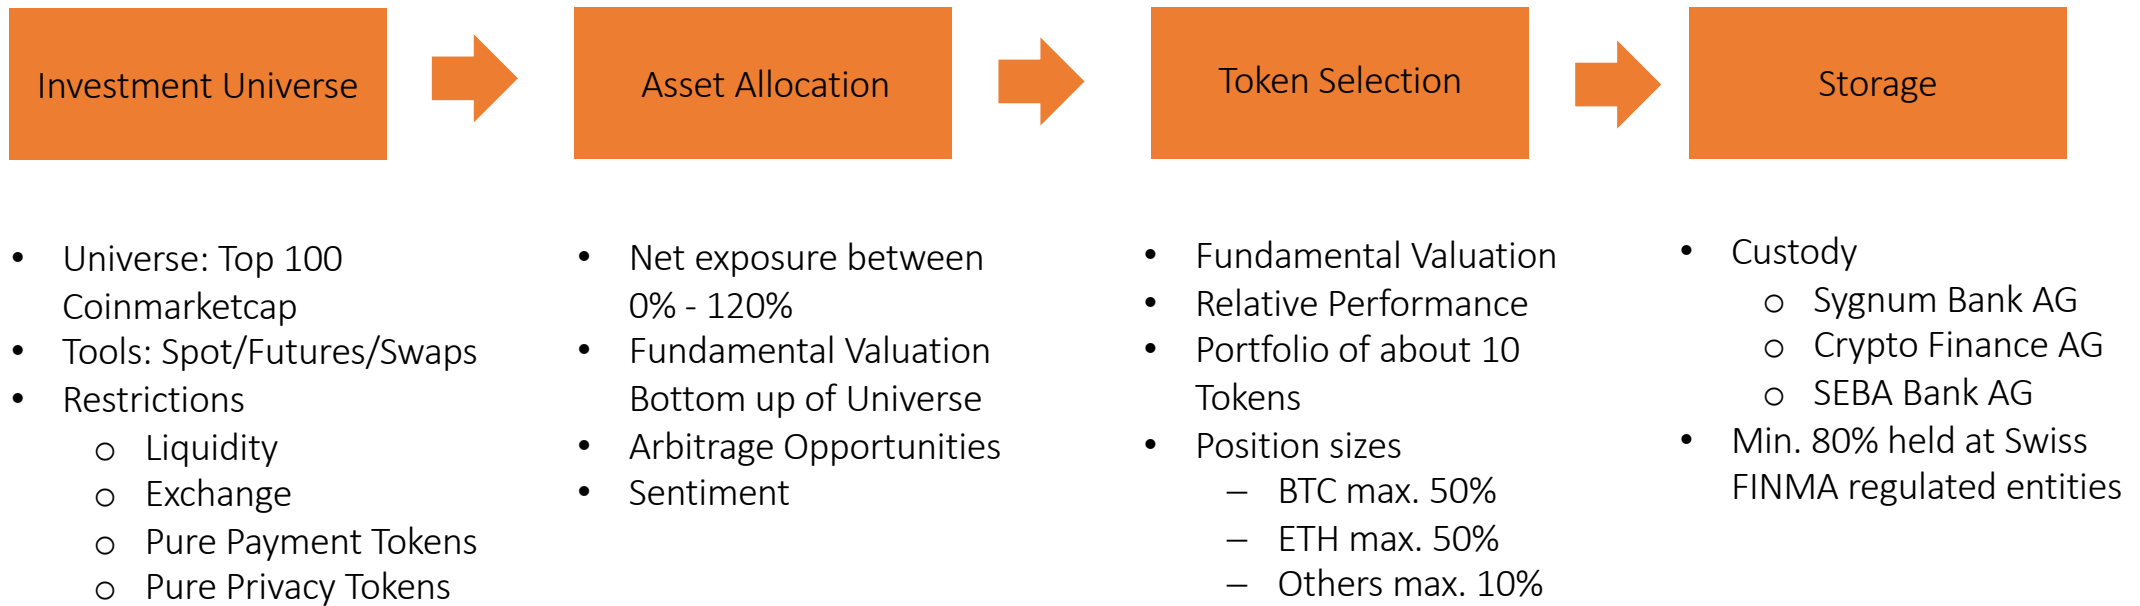 Investment Universe
Asset Allocation
Token Selection
Storage
• Universe: Top 100
Coinmarketcap
• Tools: Spot/Futures/Swaps
• Restrictions
o Liquidity
o Exchange
o Pure Payment Tokens
o Pure Privacy Tokens
• Net exposure between
0% - 120%
• Fundamental Valuation
Bottom up of Universe
• Arbitrage Opportunities
• Sentiment
• Fundamental Valuation
• Relative Performance
• Portfolio of about 10
Tokens
• Position sizes
– BTC max. 50%
– ETH max. 50%
– Others max. 10%
• Custody
o Sygnum Bank AG
o Crypto Finance AG
o SEBA Bank AG
• Min. 80% held at Swiss
FINMA regulated entities